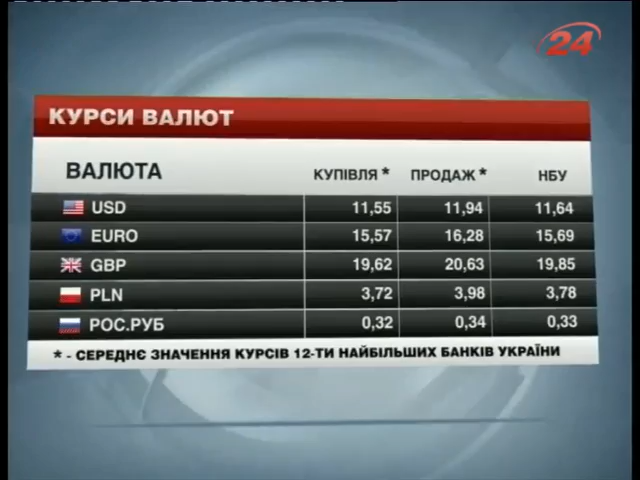 24
КУРСИ ВАЛЮТ
ВАЛЮТА КУПІВЛЯ * ПРОДАЖ * НБУ
USD 11,55 11,94 11,64
EURO 15,57 16,28 15,69
GBP 19,62 20,63 19,85
PLN 3,72 3,98 3,78
РОС.РУБ 0,32 0,34 0,33
* - СЕРЕДНЄ ЗНАЧЕННЯ КУРСІВ 12-ТИ НАЙБІЛЬШИХ БАНКІВ УКРАЇНИ